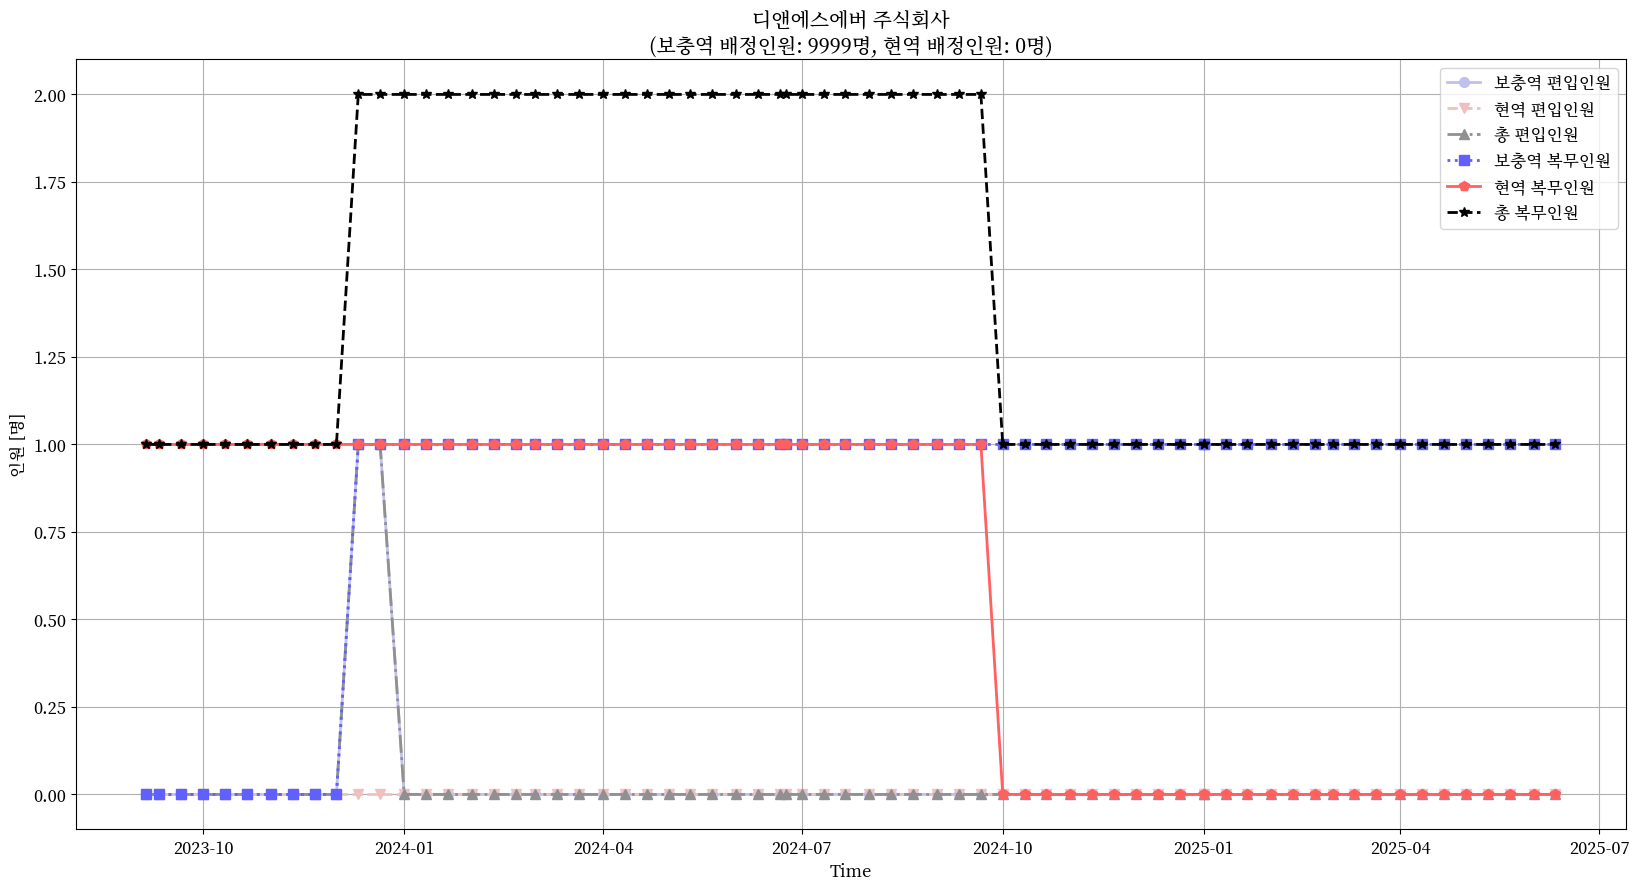 디앤에스에버 주식회사
(보충역 배정인원: 9999명, 현역 배정인원: 0명)
보충역 편입인원
현역 편입인원
총 편입인원
보충역 복무인원
현역 복무인원
총 복무인원
2.00
1.75
1.50
1.25
1.00
0.75
0.50
0.25
0.00
인원 [명]
2023-10
2024-01
2024-04
2024-07
2024-10
2025-01
2025-04
2025-07
Time